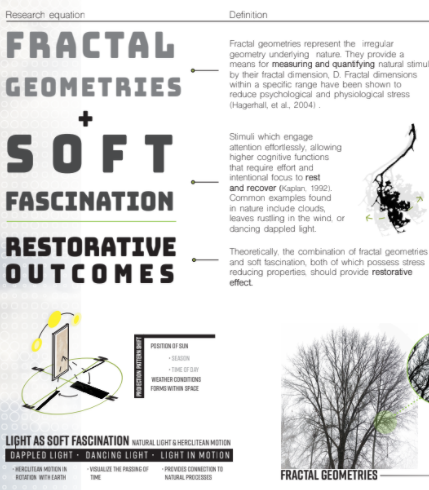 Research equation
Definition
FRACTAL
GEOMETRIES
Fractal geometries represent the irregular
geometry underlying nature. They provide a
means for measuring and quantifying natural stimuli
by their fractal dimension, D. Fractal dimensions
within a specific range have been shown to
reduce psychological and physiological stress
(Hagerhall, et al., 2004) .
+
SOFT
FASCINATION
Stimuli which engage
attention effortlessly, allowing
higher cognitive functions
that require effort and
intentional focus to rest
and recover (Kaplan, 1992).
Common examples found
in nature include clouds,
leaves rustling in the wind, or
dancing dappled light.
RESTORATIVE
OUTCOMES
Theoretically, the combination of fractal geometries
and soft fascination, both of which possess stress
reducing properties, should provide restorative
effect.
PROJECTION PATTERN SHIFT
POSITION OF SUN
- SEASON
- TIME OF DAY
WEATHER CONDITIONS
FORMS WITHIN SPACE
LIGHT AS SOFT FASCINATION NATURAL LIGHT & HERCLITEAN MOTION
DAPPLED LIGHT · DANCING LIGHT · LIGHT IN MOTION
- HERCLITEAN MOTION IN
ROTATION WITH EARTH
- VISUALIZE THE PASSING OF
TIME
- PROVIDES CONNECTION TO
NATURAL PROCESSES
FRACTAL GEOMETRIES